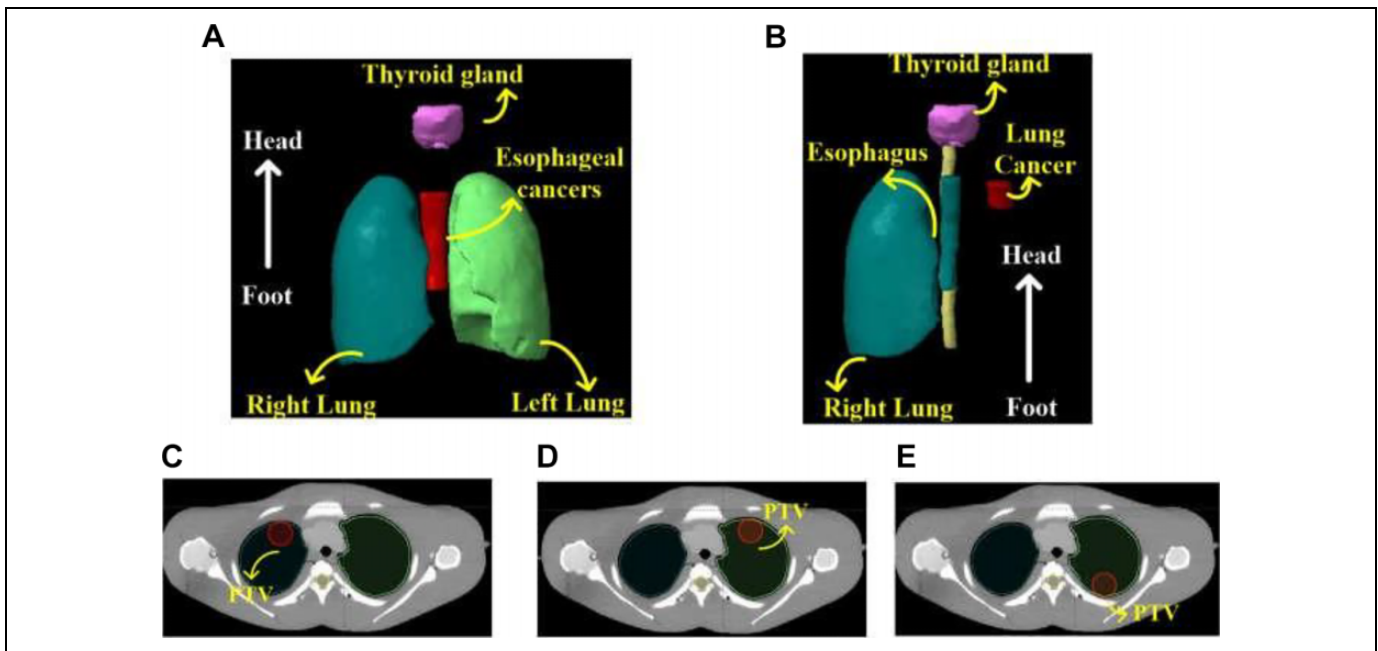 A
Thyroid gland
Head
Esophageal
cancers
Foot
Right Lung
Left Lung
B
Thyroid gland
Lung
Cancer
Esophagus
Head
Right Lung
Foot
C
PTV
D
PTV
E
PTV